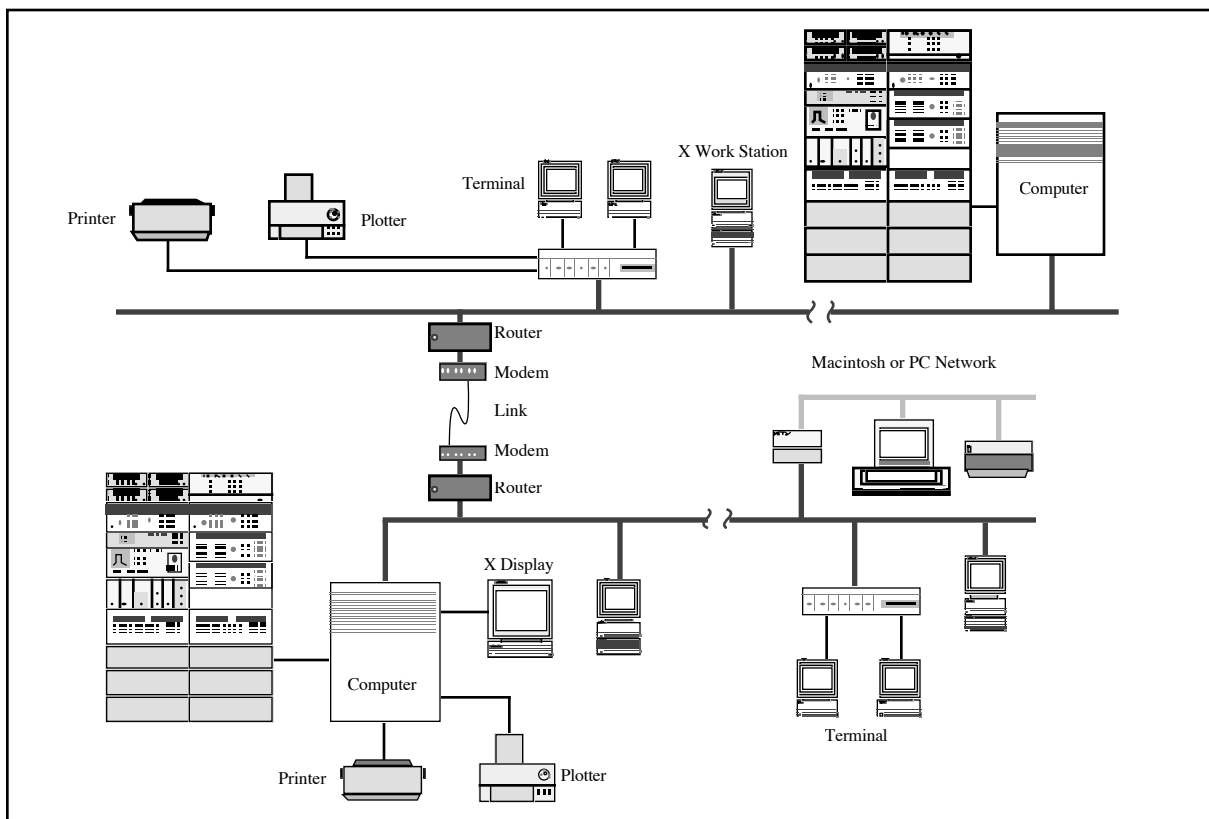 X Work Station
Terminal
Computer
Printer
Plotter
Router
Modem
Macintosh or PC Network
Link
Modem
Router
X Display
Computer
Terminal
Printer
Plotter